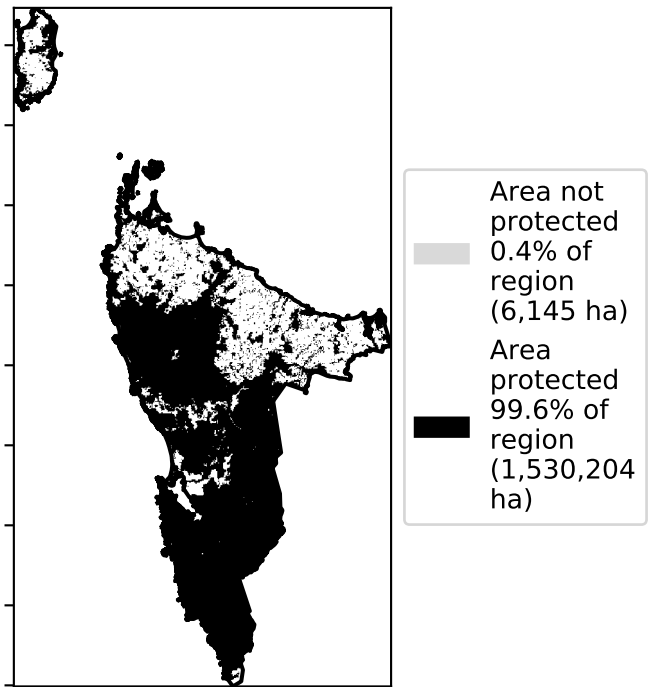 Area not
protected
0.4% of
region
(6,145 ha)
Area
protected
99.6% of
region
(1,530,204
ha)